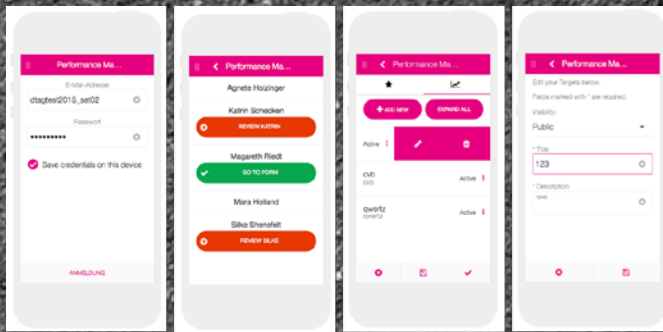 Performance Ma...
E-Mail-Adresse
dtagtest2015_set02
Passwort
Save credentials on this device
ANMELDUNG
Performance Ma...
Agnete Holzinger
Katrin Schecken
REVIEW KATRIN
Magareth Riedt
GO TO FORM
Mara Holland
Silke Shenefelt
REVIEW SILKE
Performance Ma...
ADD NEW
EXPAND ALL
Active
cvb
cvb
Active
qwertz
qwertz
Active
Performance Ma...
Edit your Targets below.
Fields marked with * are required.
Visibility:
Public
* Title
123
* Description